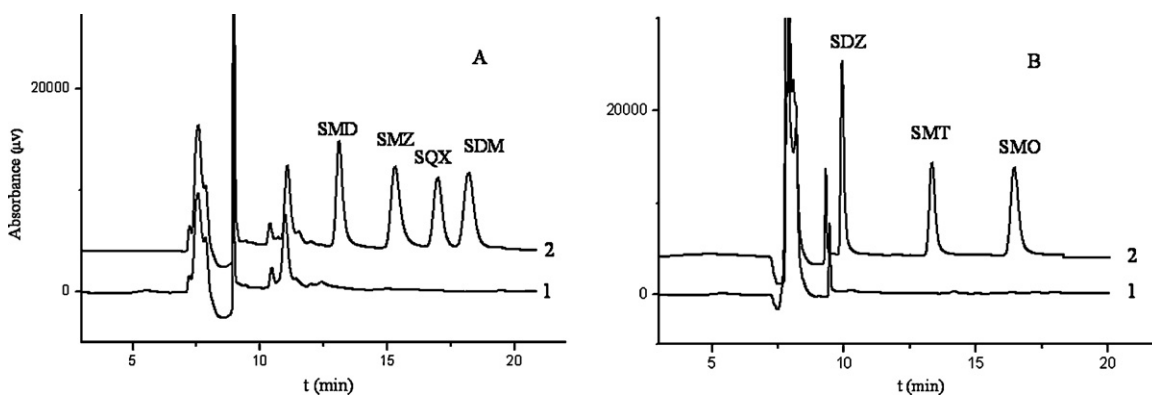 A
20000
SMD
SMZ
SQX
SDM
Absorbance (μv)
2
0
1
5
10
15
20
t (min)
B
SDZ
20000
SMT
SMO
2
0
1
5
10
15
20
t (min)